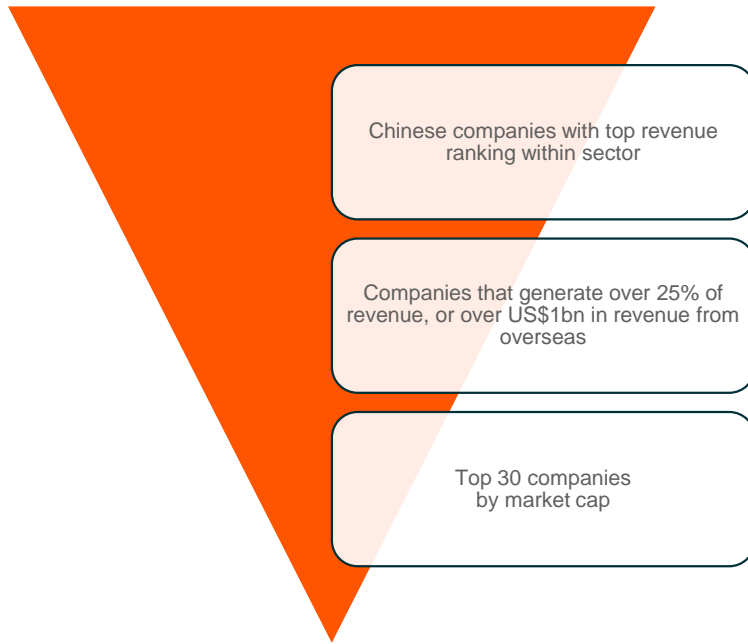 Chinese companies with top revenue
ranking within sector
Companies that generate over 25% of
revenue, or over US$1bn in revenue from
overseas
Top 30 companies
by market cap